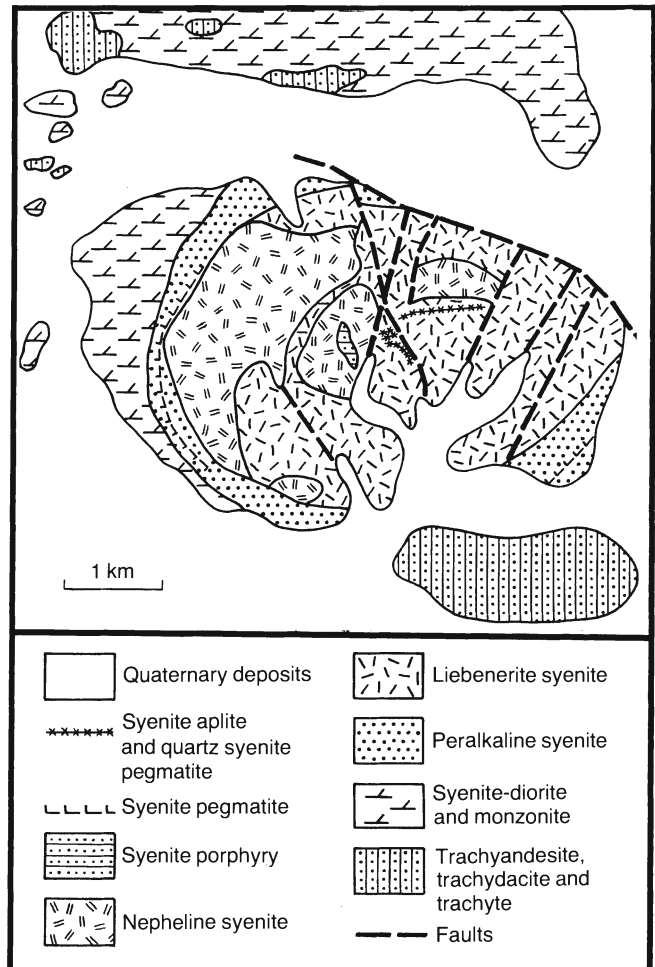 1 km
Quaternary deposits
Syenite aplite
and quartz syenite
pegmatite
Syenite pegmatite
Syenite porphyry
Nepheline syenite
Liebenerite syenite
Peralkaline syenite
Syenite-diorite
and monzonite
Trachyandesite,
trachydacite and
trachyte
Faults